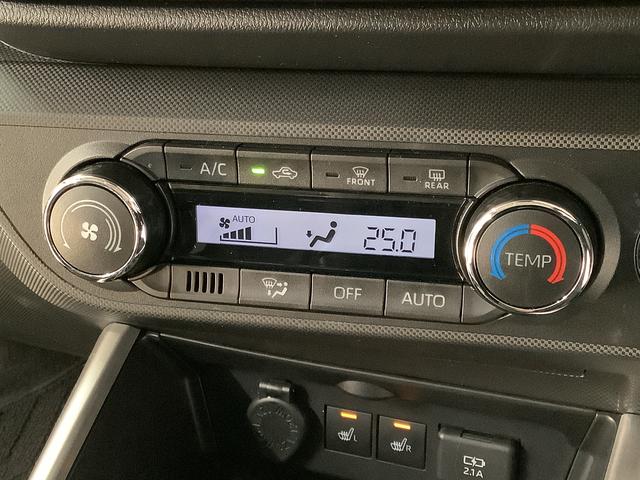 A/C
FRONT
REAR
AUTO
25.0
TEMP
OFF
AUTO
L
R
2.1A